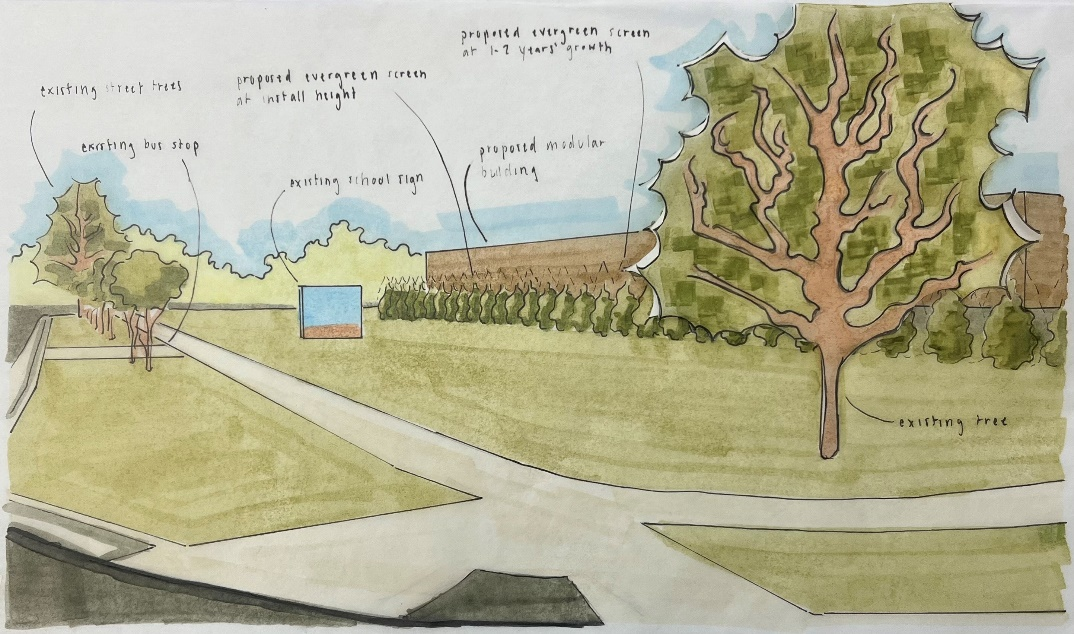 proposed evergreen screen
at 1-2 years' growth
proposed evergreen screen
at install height
existing street trees
existing bus stop
proposed modular
building
existing school sign
existing tree